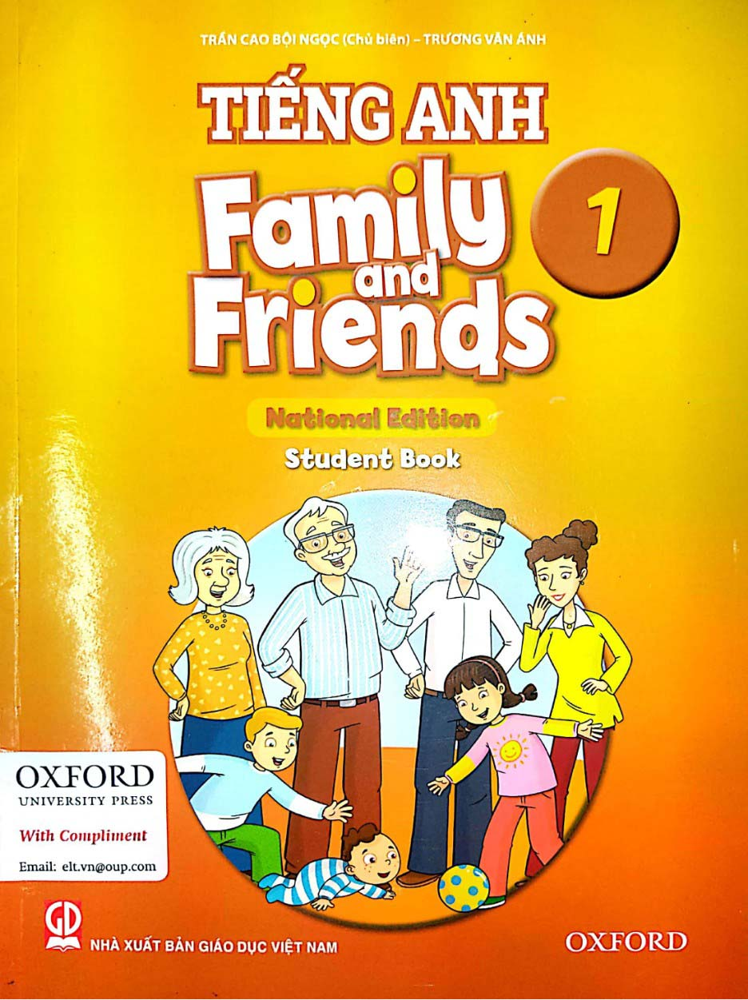 TRẦN CAO BỘI NGỌC (Chủ biên) – TRƯƠNG VĂN ÁNH
TIẾNG ANH
Family
and
Friends
1
National Edition
Student Book
OXFORD
UNIVERSITY PRESS
With Compliment
Email: elt.vn@oup.com
GD
NHÀ XUẤT BẢN GIÁO DỤC VIỆT NAM
OXFORD